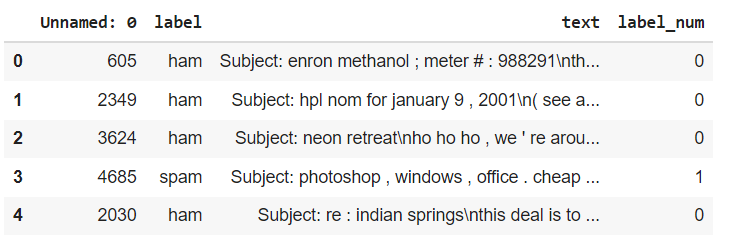 Unnamed: 0 label text label_num
0 605 ham Subject: enron methanol ; meter # : 988291\nth... 0
1 2349 ham Subject: hpl nom for january 9 , 2001\n( see a... 0
2 3624 ham Subject: neon retreat\nho ho ho , we ' re arou... 0
3 4685 spam Subject: photoshop , windows , office . cheap ... 1
4 2030 ham Subject: re : indian springs\nthis deal is to ... 0